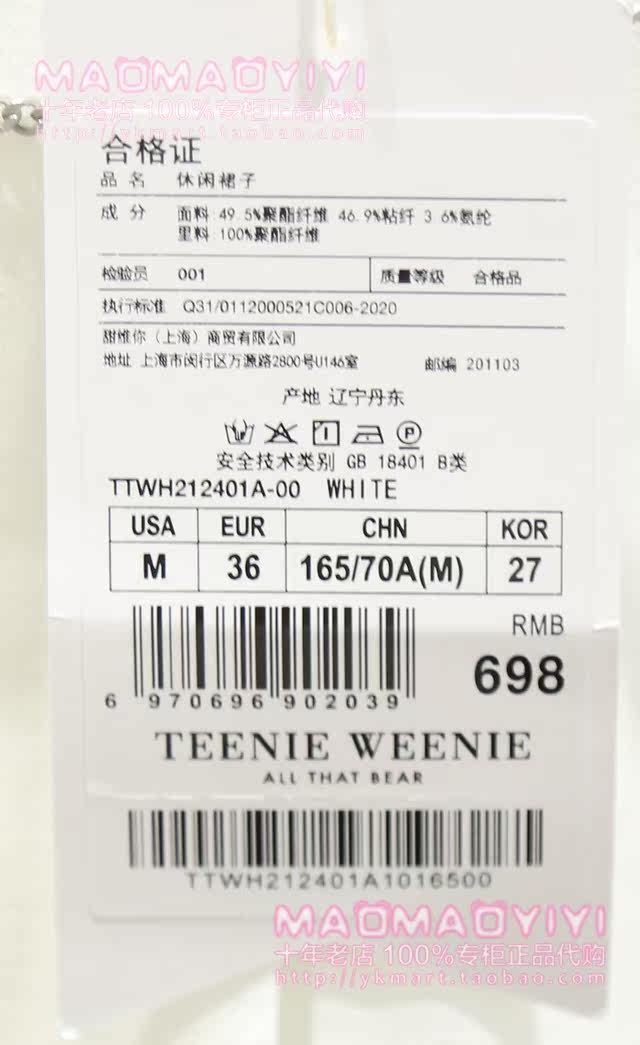 MAOMAOYIYI
十年老店 100%专柜正品代购
http://ykmart.taobao.com
合格证
品 名 休闲裙子
成 分 面料:49.5%聚酯纤维 46.9%粘纤 3.6%氨纶
里料:100%聚酯纤维
检验员 001 质量等级 合格品
执行标准 Q31/0112000521C006-2020
甜维你（上海）商贸有限公司
地址 上海市闵行区万源路2800号U146室 邮编 201103
产地 辽宁丹东
安全技术类别 GB 18401 B类
TTWH212401A-00 WHITE
USA EUR CHN KOR
M 36 165/70A(M) 27
RMB
698
6 970696 902039
TEENIE WEENIE
ALL THAT BEAR
TTWH212401A1016500
MAOMAOYIYI
十年老店 100%专柜正品代购
http://ykmart.taobao.com